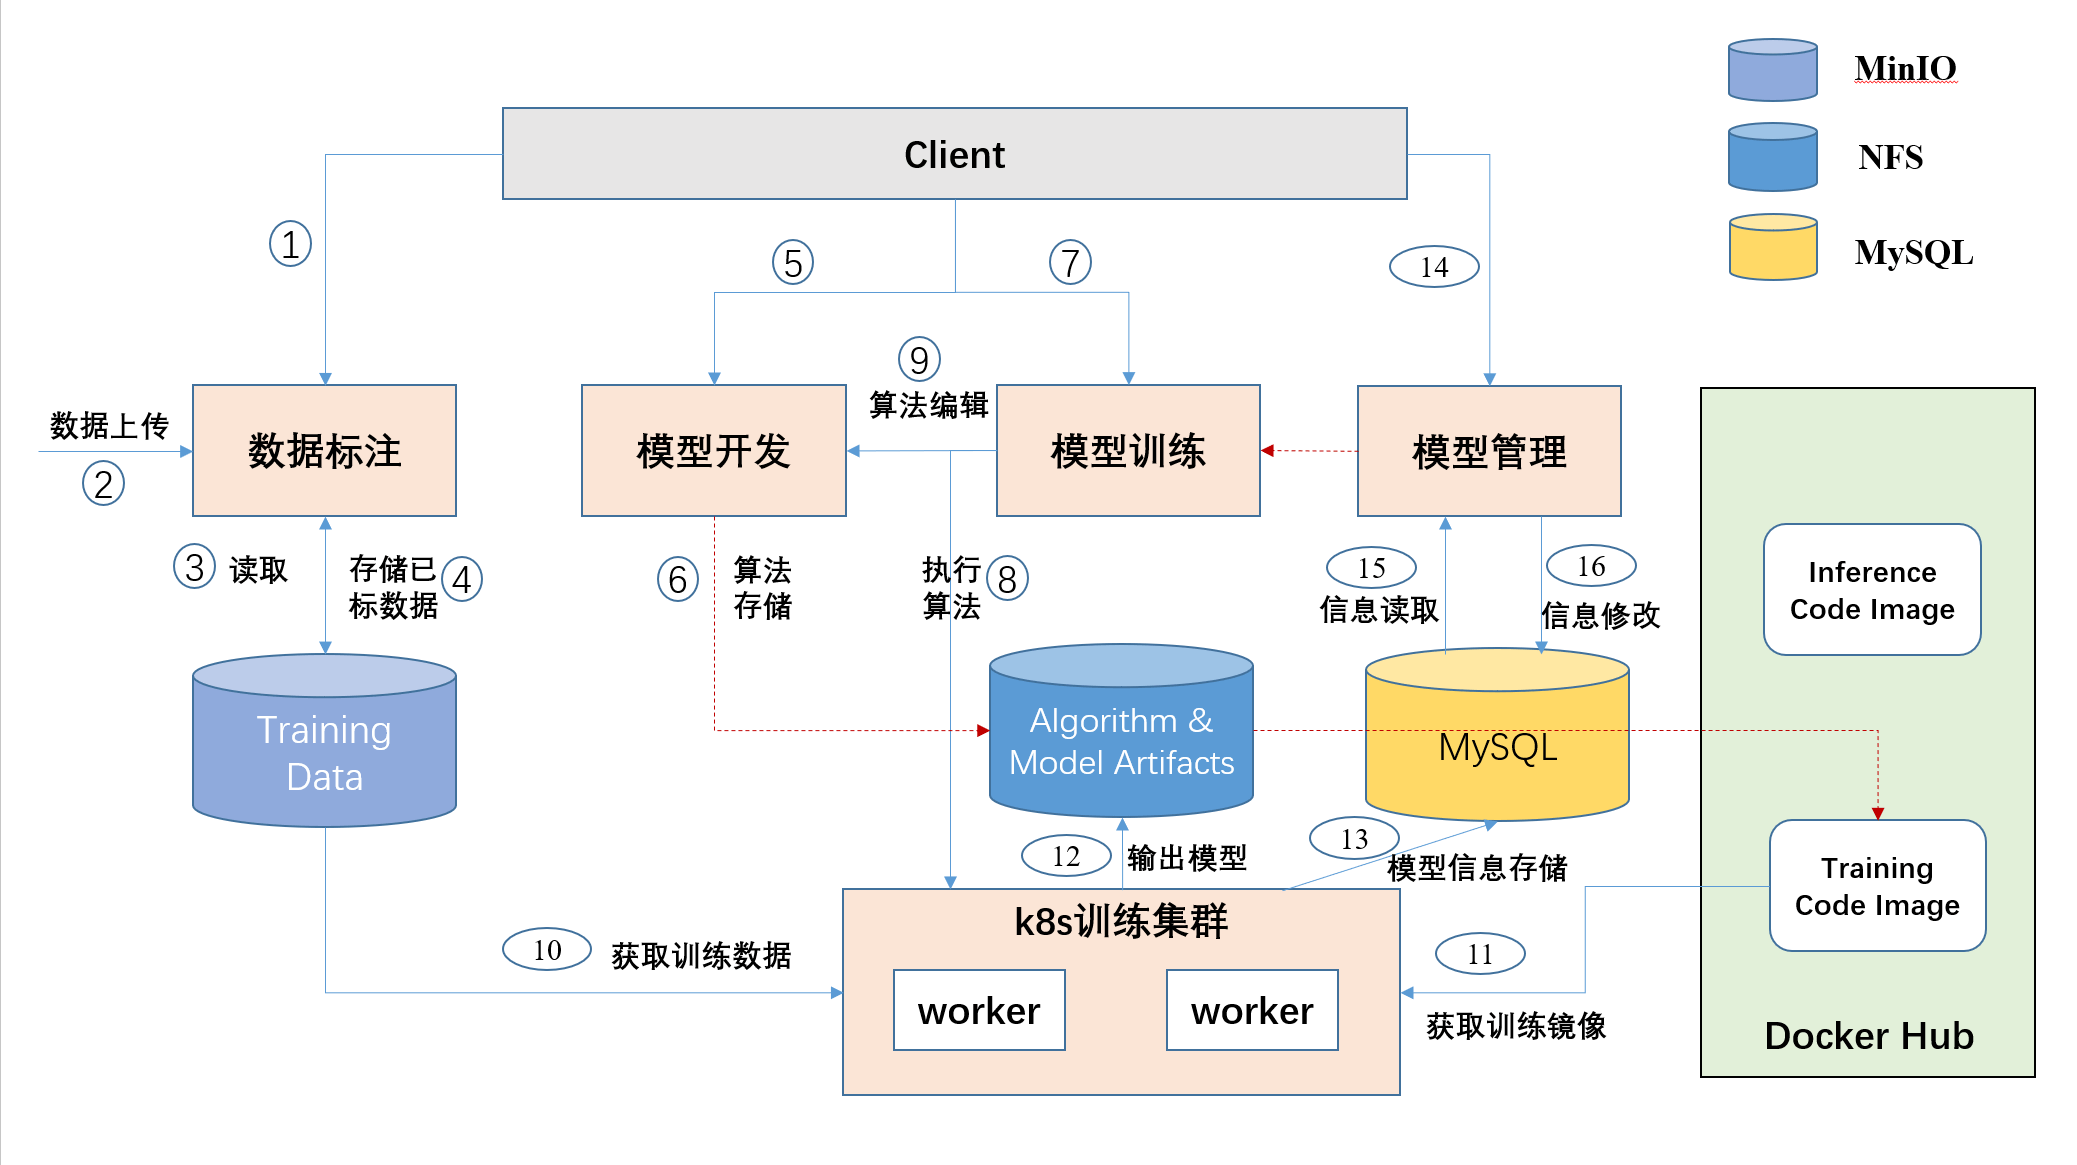 MinIO
NFS
MySQL
Client
①
⑤
⑦
14
⑨
算法编辑
数据上传
②
数据标注
模型开发
模型训练
模型管理
③
读取
存储已
标数据
④
⑥
算法
存储
执行
算法
⑧
15
信息读取
16
信息修改
Inference
Code Image
Training
Data
Algorithm &
Model Artifacts
MySQL
12
输出模型
13
模型信息存储
Training
Code Image
k8s训练集群
10
获取训练数据
11
获取训练镜像
worker
worker
Docker Hub